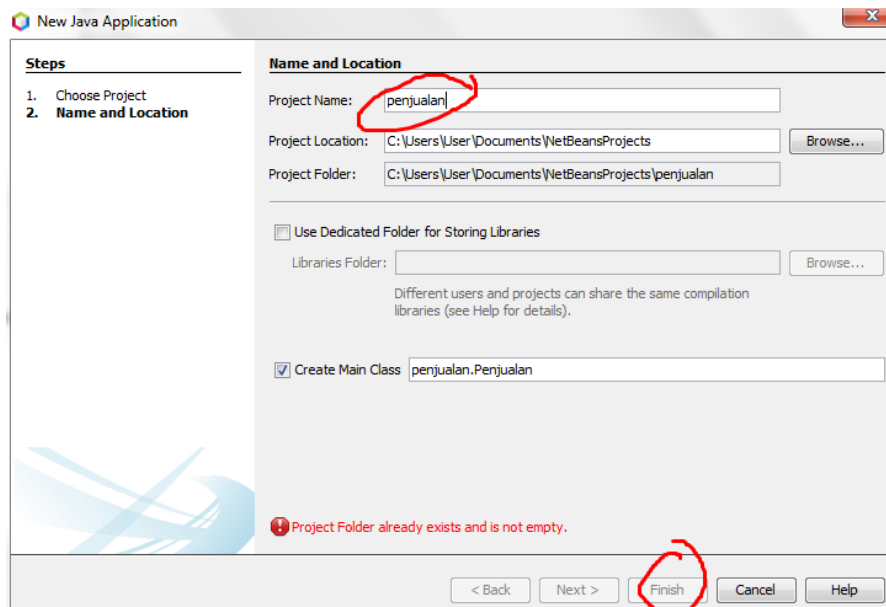 New Java Application
Steps
1. Choose Project
2. Name and Location
Name and Location
Project Name: penjualan
Project Location: C:\Users\User\Documents\NetBeansProjects Browse...
Project Folder: C:\Users\User\Documents\NetBeansProjects\penjualan
Use Dedicated Folder for Storing Libraries
Libraries Folder: Browse...
Different users and projects can share the same compilation
libraries (see Help for details).
Create Main Class penjualan.Penjualan
Project Folder already exists and is not empty.
< Back Next > Finish Cancel Help